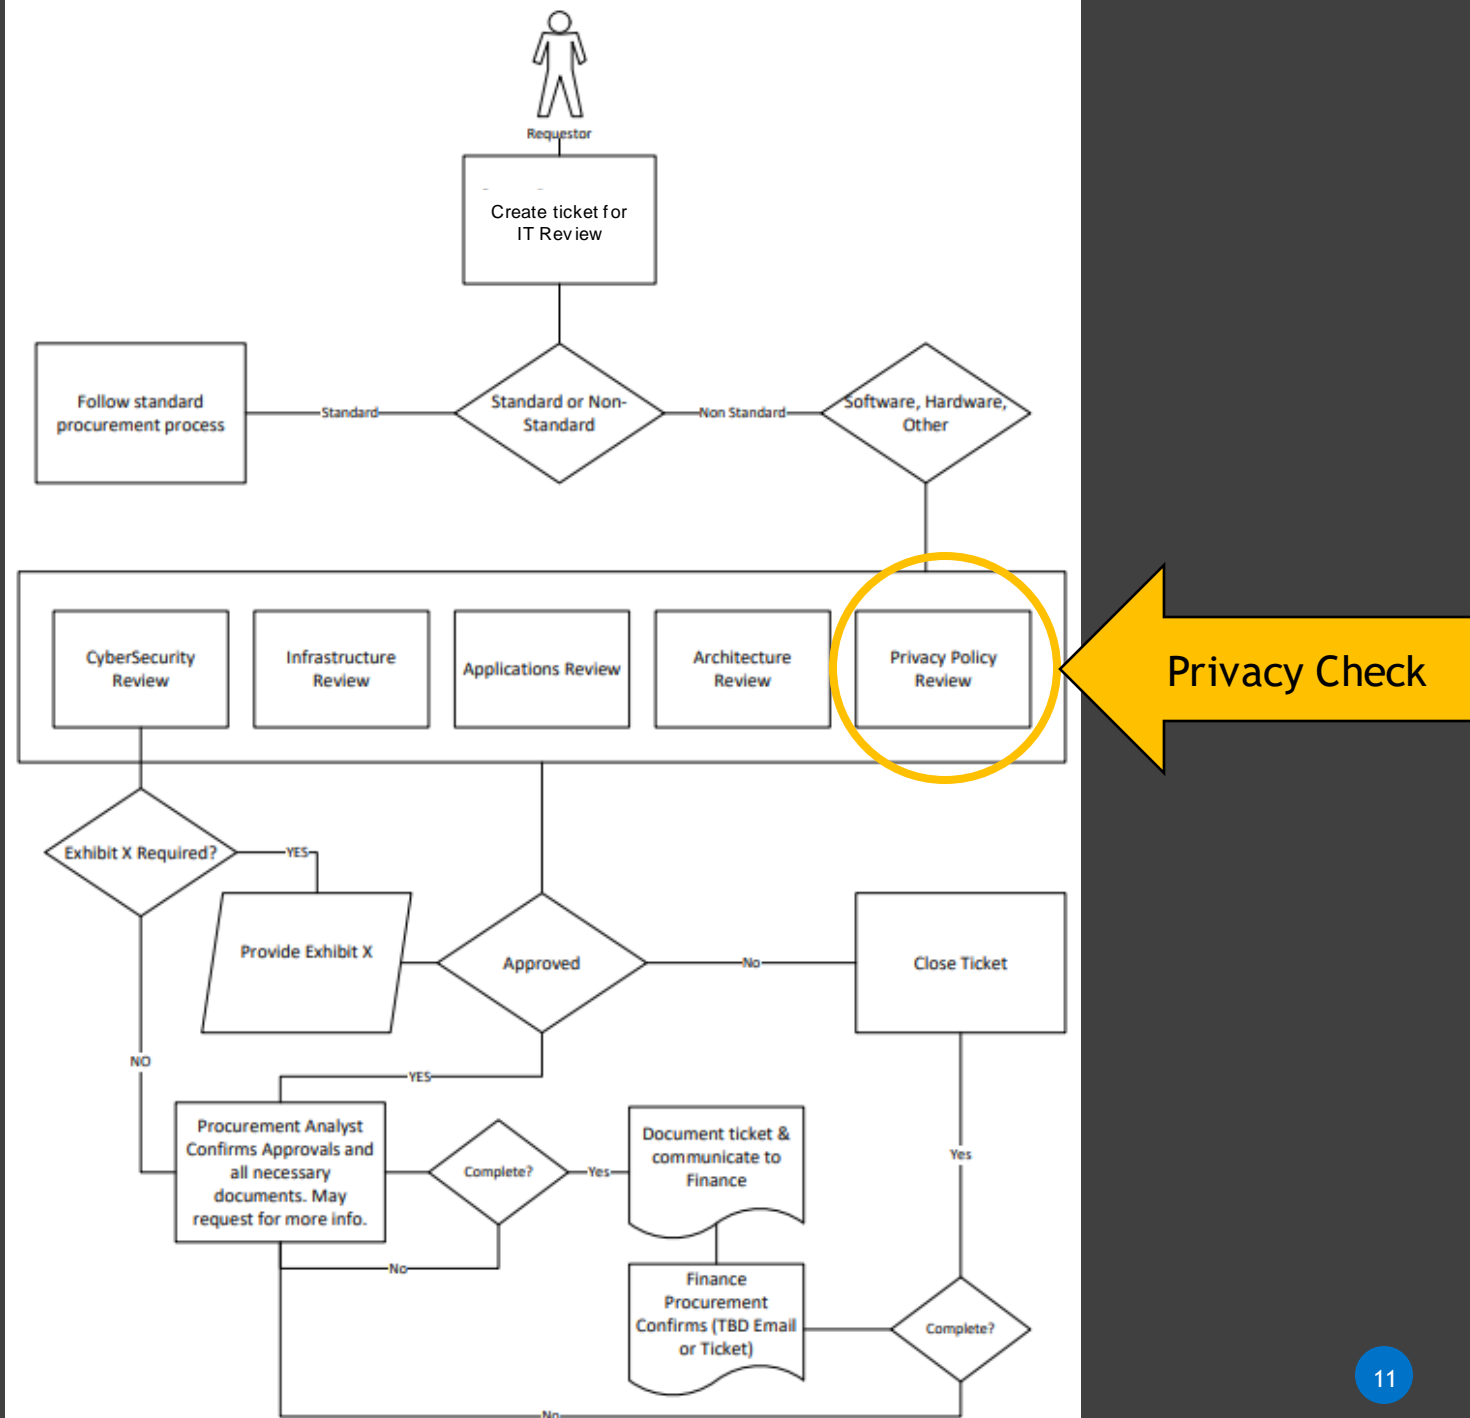 Requestor
Create ticket for
IT Review
Follow standard
procurement process
Standard
Standard or Non-
Standard
Non Standard
Software, Hardware,
Other
CyberSecurity
Review
Infrastructure
Review
Applications Review
Architecture
Review
Privacy Policy
Review
Privacy Check
Exhibit X Required?
YES
Provide Exhibit X
Approved
No
Close Ticket
NO
YES
Procurement Analyst
Confirms Approvals and
all necessary
documents. May
request for more info.
Complete?
Yes
Document ticket &
communicate to
Finance
Yes
No
Finance
Procurement
Confirms (TBD Email
or Ticket)
Complete?
No
11